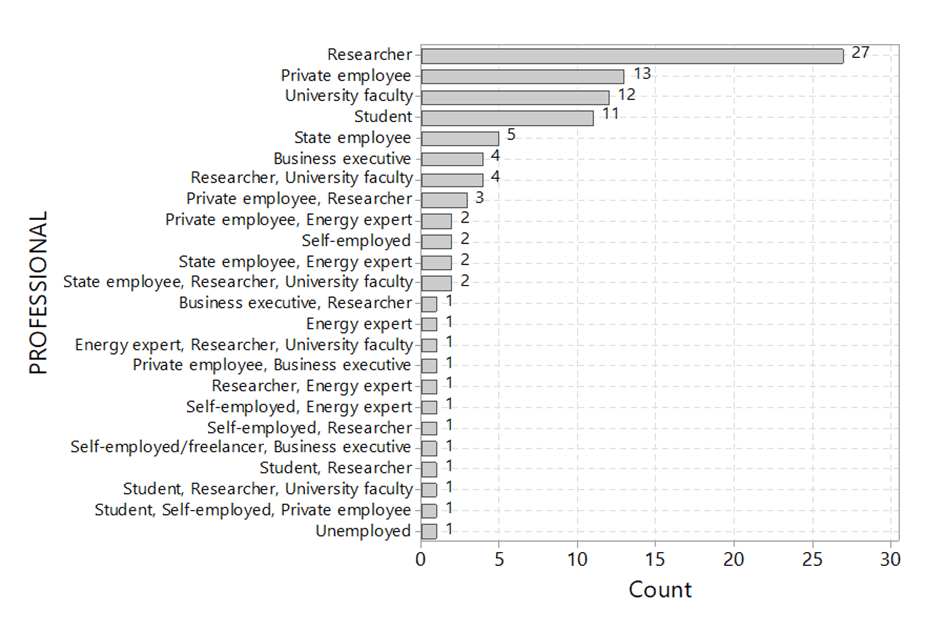 PROFESSIONAL
Researcher 27
Private employee 13
University faculty 12
Student 11
State employee 5
Business executive 4
Researcher, University faculty 4
Private employee, Researcher 3
Private employee, Energy expert 2
Self-employed 2
State employee, Energy expert 2
State employee, Researcher, University faculty 2
Business executive, Researcher 1
Energy expert 1
Energy expert, Researcher, University faculty 1
Private employee, Business executive 1
Researcher, Energy expert 1
Self-employed, Energy expert 1
Self-employed, Researcher 1
Self-employed/freelancer, Business executive 1
Student, Researcher 1
Student, Researcher, University faculty 1
Student, Self-employed, Private employee 1
Unemployed 1
0 5 10 15 20 25 30
Count